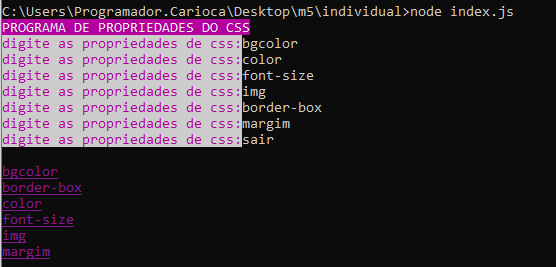 C:\Users\Programador.Carioca\Desktop\m5\individual>node index.js
PROGRAMA DE PROPRIEDADES DO CSS
digite as propriedades de css:bgcolor
digite as propriedades de css:color
digite as propriedades de css:font-size
digite as propriedades de css:img
digite as propriedades de css:border-box
digite as propriedades de css:margim
digite as propriedades de css:sair
bgcolor
border-box
color
font-size
img
margim